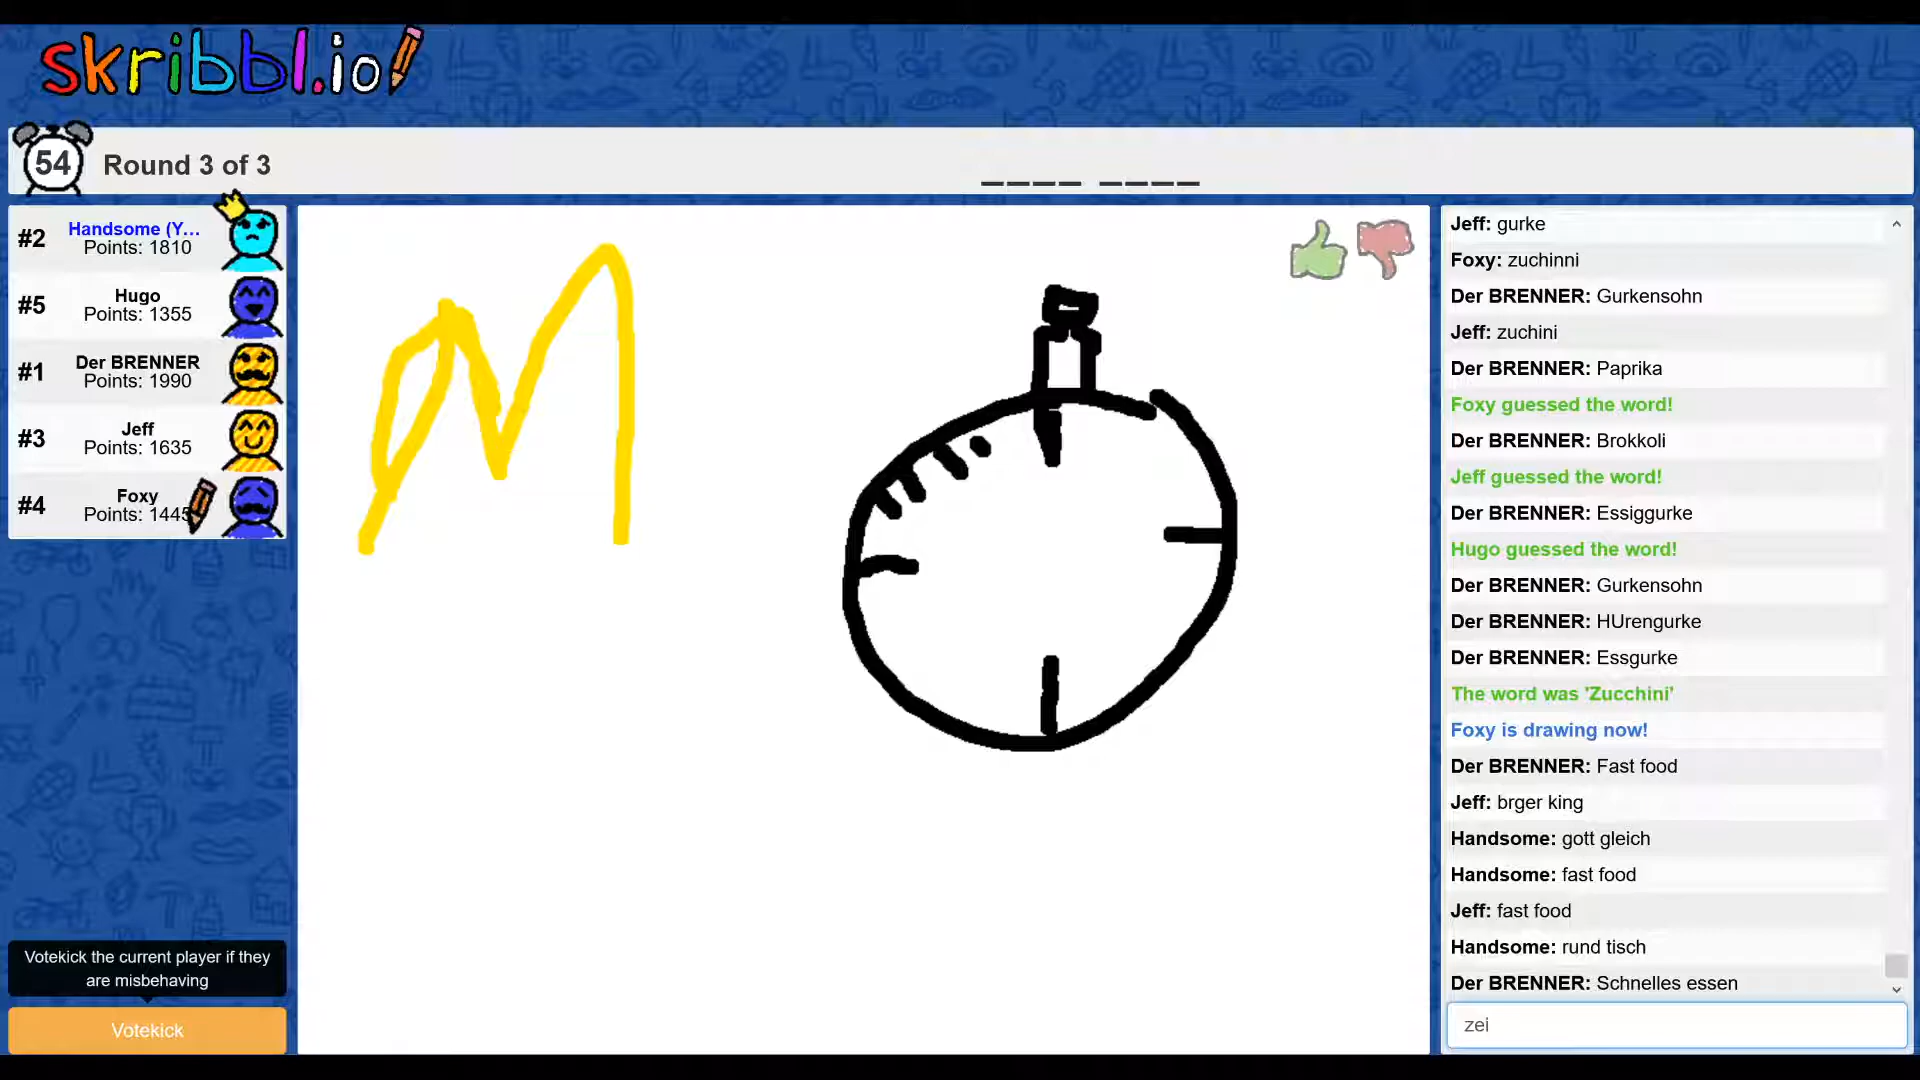 skribbl.io
54
Round 3 of 3
____ ____
#2
Handsome (Y...
Points: 1810
#5
Hugo
Points: 1355
#1
Der BRENNER
Points: 1990
#3
Jeff
Points: 1635
#4
Foxy
Points: 1445
M
Jeff: gurke
Foxy: zuchinni
Der BRENNER: Gurkensohn
Jeff: zuchini
Der BRENNER: Paprika
Foxy guessed the word!
Der BRENNER: Brokkoli
Jeff guessed the word!
Der BRENNER: Essiggurke
Hugo guessed the word!
Der BRENNER: Gurkensohn
Der BRENNER: HUrengurke
Der BRENNER: Essgurke
The word was 'Zucchini'
Foxy is drawing now!
Der BRENNER: Fast food
Jeff: brger king
Handsome: gott gleich
Handsome: fast food
Jeff: fast food
Handsome: rund tisch
Der BRENNER: Schnelles essen
zei
Votekick the current player if they
are misbehaving
Votekick